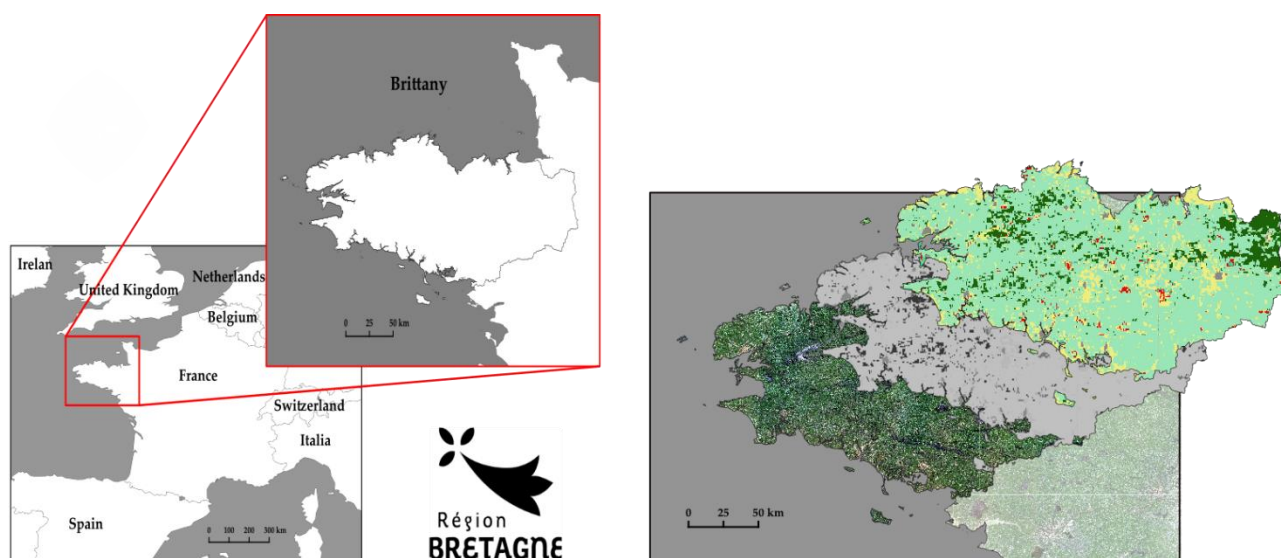 Brittany
0 25 50 km
Irelan
United Kingdom
Netherlands
Belgium
France
Switzerland
Italia
Spain
0 100 200 300 km
Région
BRETAGNE
0 25 50 km